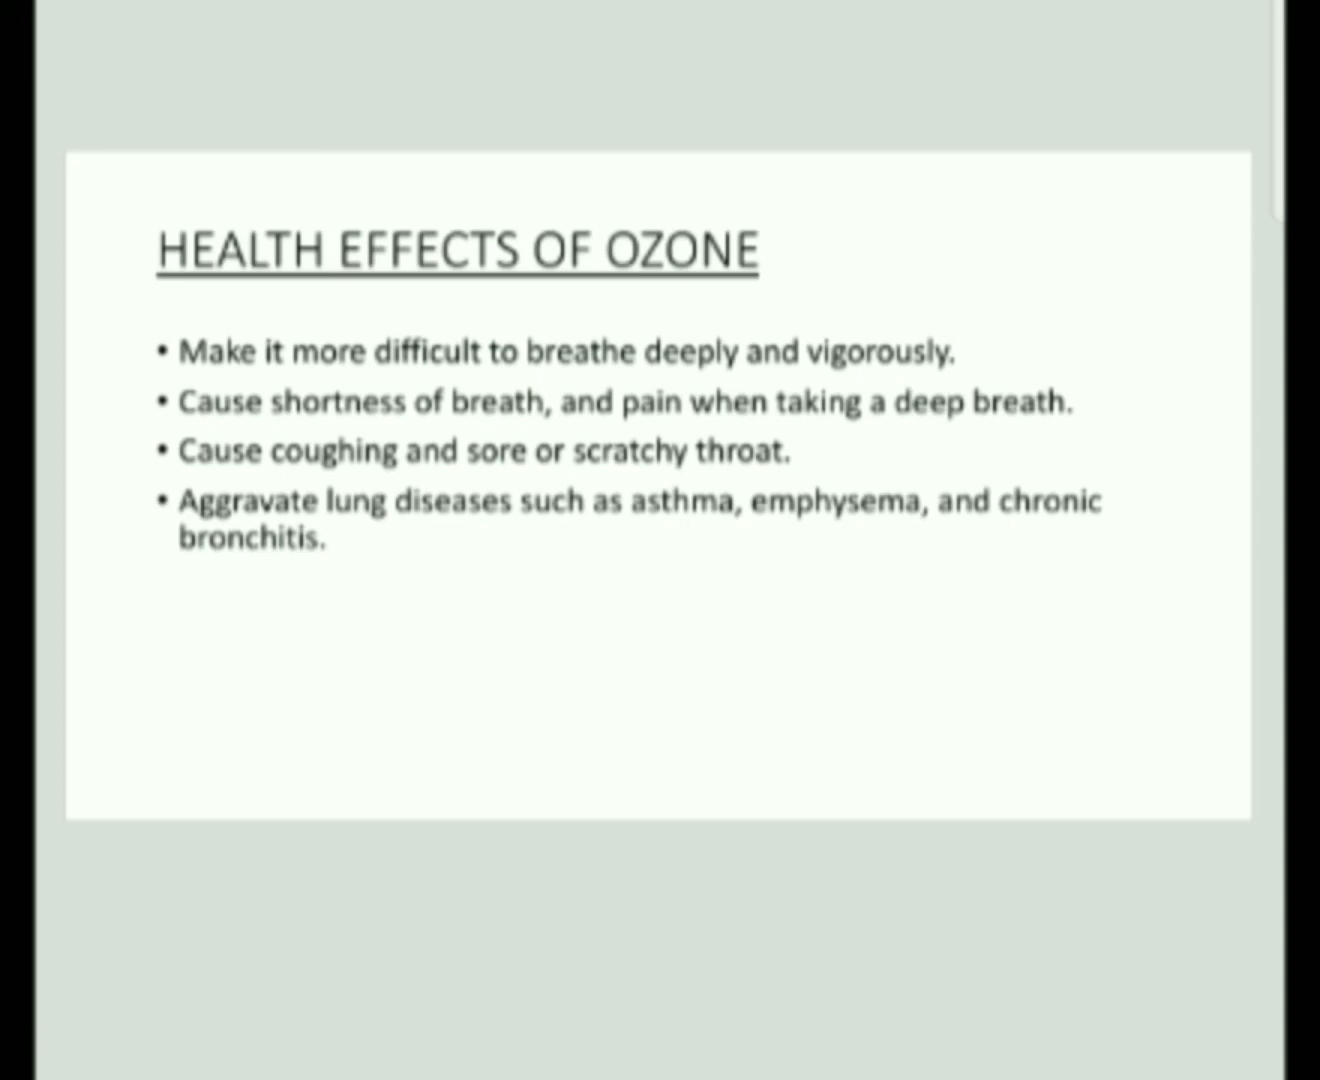 HEALTH EFFECTS OF OZONE
• Make it more difficult to breathe deeply and vigorously.
• Cause shortness of breath, and pain when taking a deep breath.
• Cause coughing and sore or scratchy throat.
• Aggravate lung diseases such as asthma, emphysema, and chronic
bronchitis.